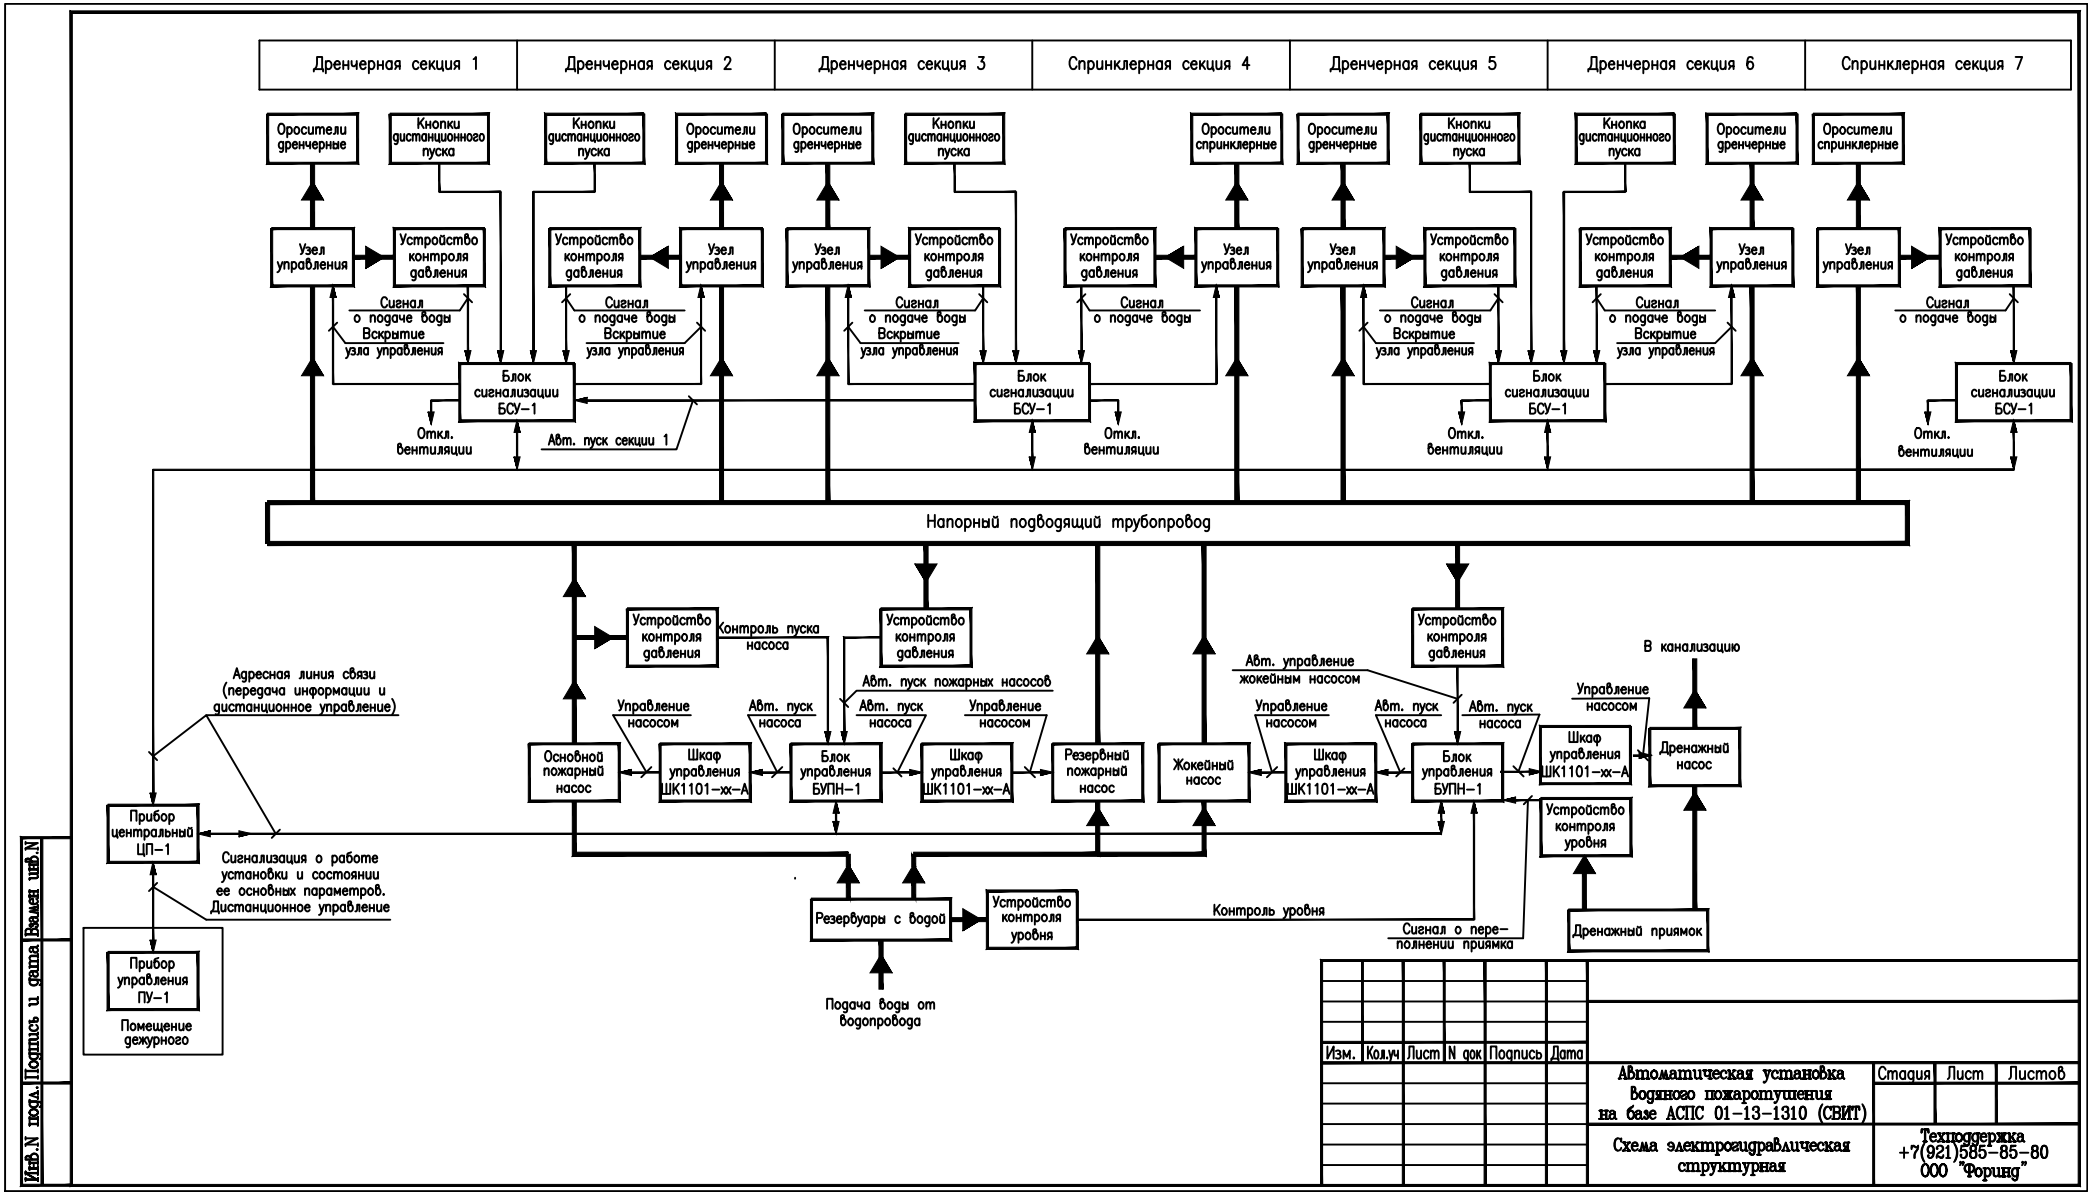 Дренчерная секция 1
Дренчерная секция 2
Дренчерная секция 3
Спринклерная секция 4
Дренчерная секция 5
Дренчерная секция 6
Спринклерная секция 7
Оросители
дренчерные
Кнопки
дистанционного
пуска
Кнопки
дистанционного
пуска
Оросители
дренчерные
Оросители
дренчерные
Кнопки
дистанционного
пуска
Оросители
спринклерные
Оросители
дренчерные
Кнопки
дистанционного
пуска
Кнопка
дистанционного
пуска
Оросители
дренчерные
Оросители
спринклерные
Узел
управления
Устройство
контроля
давления
Устройство
контроля
давления
Узел
управления
Узел
управления
Устройство
контроля
давления
Устройство
контроля
давления
Узел
управления
Узел
управления
Устройство
контроля
давления
Устройство
контроля
давления
Узел
управления
Узел
управления
Устройство
контроля
давления
Сигнал
о подаче воды
Вскрытие
узла управления
Сигнал
о подаче воды
Вскрытие
узла управления
Сигнал
о подаче воды
Вскрытие
узла управления
Сигнал
о подаче воды
Сигнал
о подаче воды
Вскрытие
узла управления
Сигнал
о подаче воды
Вскрытие
узла управления
Сигнал
о подаче воды
Блок
сигнализации
БСУ-1
Блок
сигнализации
БСУ-1
Блок
сигнализации
БСУ-1
Блок
сигнализации
БСУ-1
Откл.
вентиляции
Авт. пуск секции 1
Откл.
вентиляции
Откл.
вентиляции
Откл.
вентиляции
Напорный подводящий трубопровод
Устройство
контроля
давления
Контроль пуска
насоса
Устройство
контроля
давления
Устройство
контроля
давления
В канализацию
Адресная линия связи
(передача информации и
дистанционное управление)
Авт. пуск пожарных насосов
Авт. управление
жокейным насосом
Управление
насосом
Авт. пуск
насоса
Авт. пуск
насоса
Управление
насосом
Управление
насосом
Авт. пуск
насоса
Авт. пуск
насоса
Управление
насосом
Основной
пожарный
насос
Шкаф
управления
ШК1101-хх-А
Блок
управления
БУПН-1
Шкаф
управления
ШК1101-хх-А
Резервный
пожарный
насос
Жокейный
насос
Шкаф
управления
ШК1101-хх-А
Блок
управления
БУПН-1
Шкаф
управления
ШК1101-хх-А
Дренажный
насос
Прибор
центральный
ЦП-1
Устройство
контроля
уровня
Сигнализация о работе
установки и состоянии
ее основных параметров.
Дистанционное управление
Резервуары с водой
Устройство
контроля
уровня
Контроль уровня
Сигнал о пере-
полнении приямка
Дренажный приямок
Прибор
управления
ПУ-1
Помещение
дежурного
Подача воды от
водопровода
Взамен инв.N
Подпись и дата
Инв.N подл.
Изм.
Кол.уч
Лист
N док
Подпись
Дата
Автоматическая установка
водяного пожаротушения
на базе АСПС 01-13-1310 (СВИТ)
Стадия
Лист
Листов
Схема электрогидравлическая
структурная
Техподдержка
+7(921)585-85-80
ООО "Форинд"